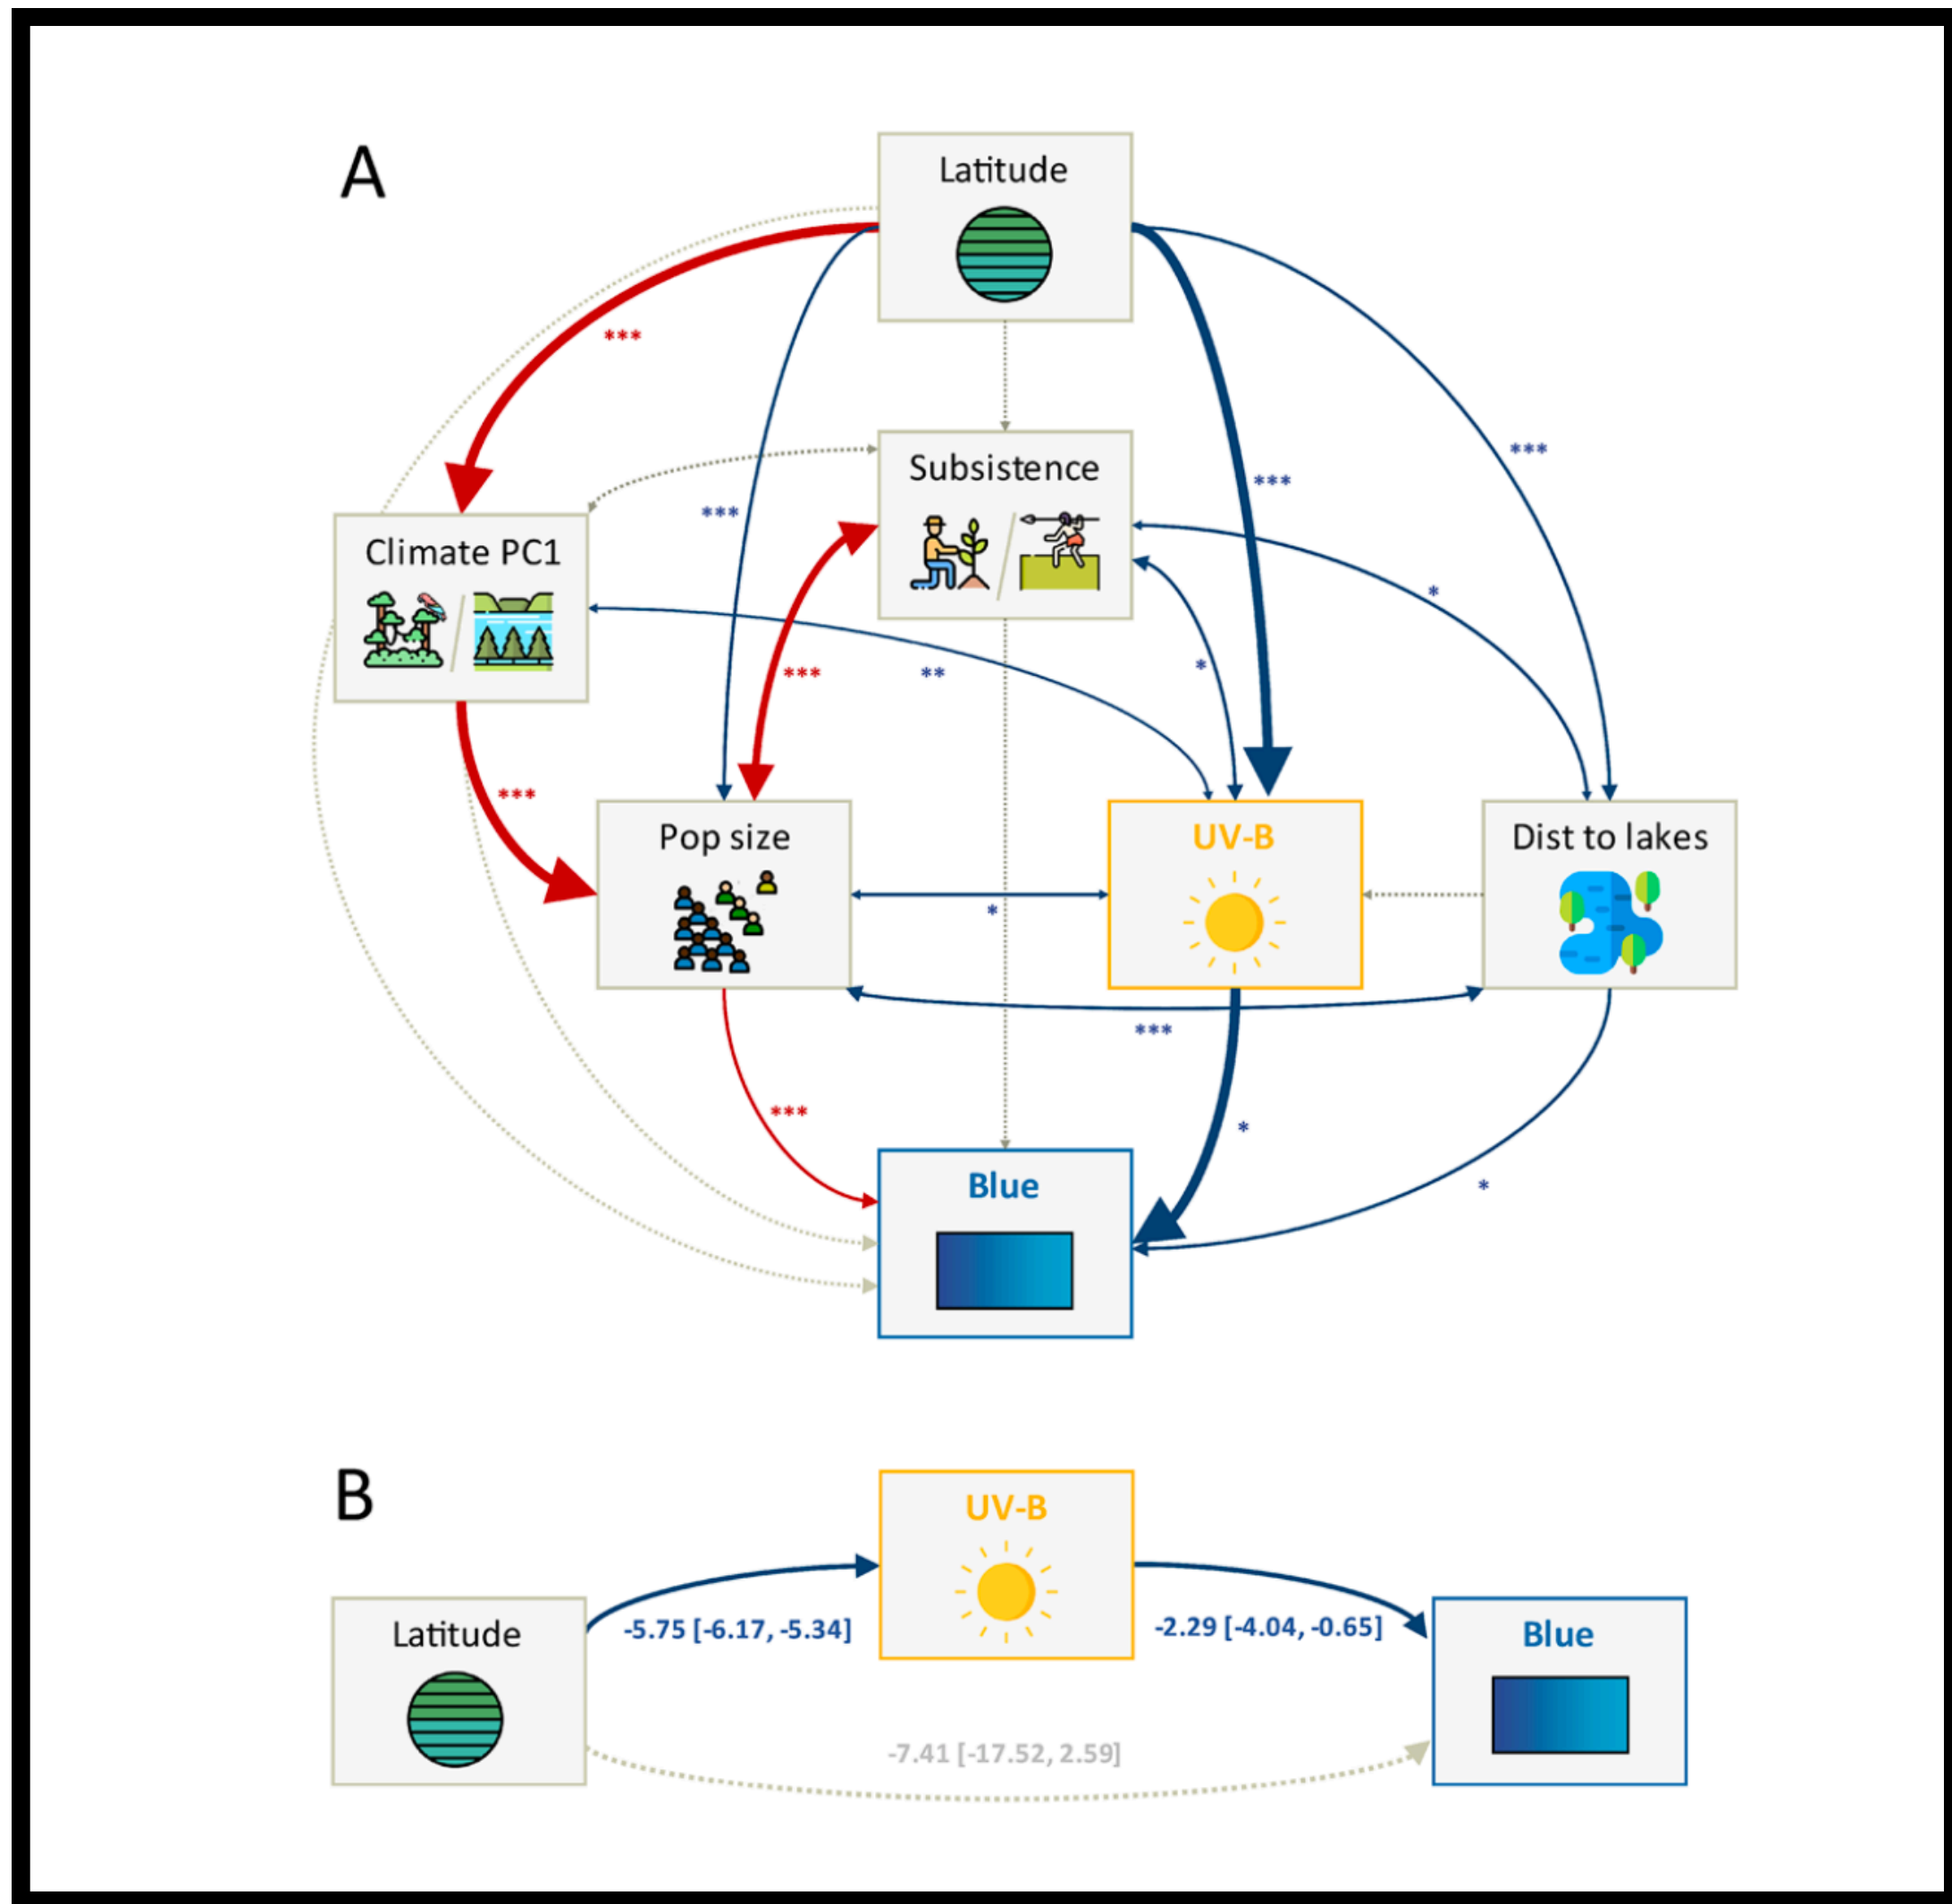 A
Latitude
***
***
Subsistence
***
***
Climate PC1
*
***
**
*
***
Pop size
UV-B
Dist to lakes
*
***
***
*
*
Blue
B
UV-B
Latitude
-5.75 [-6.17, -5.34]
-2.29 [-4.04, -0.65]
Blue
-7.41 [-17.52, 2.59]